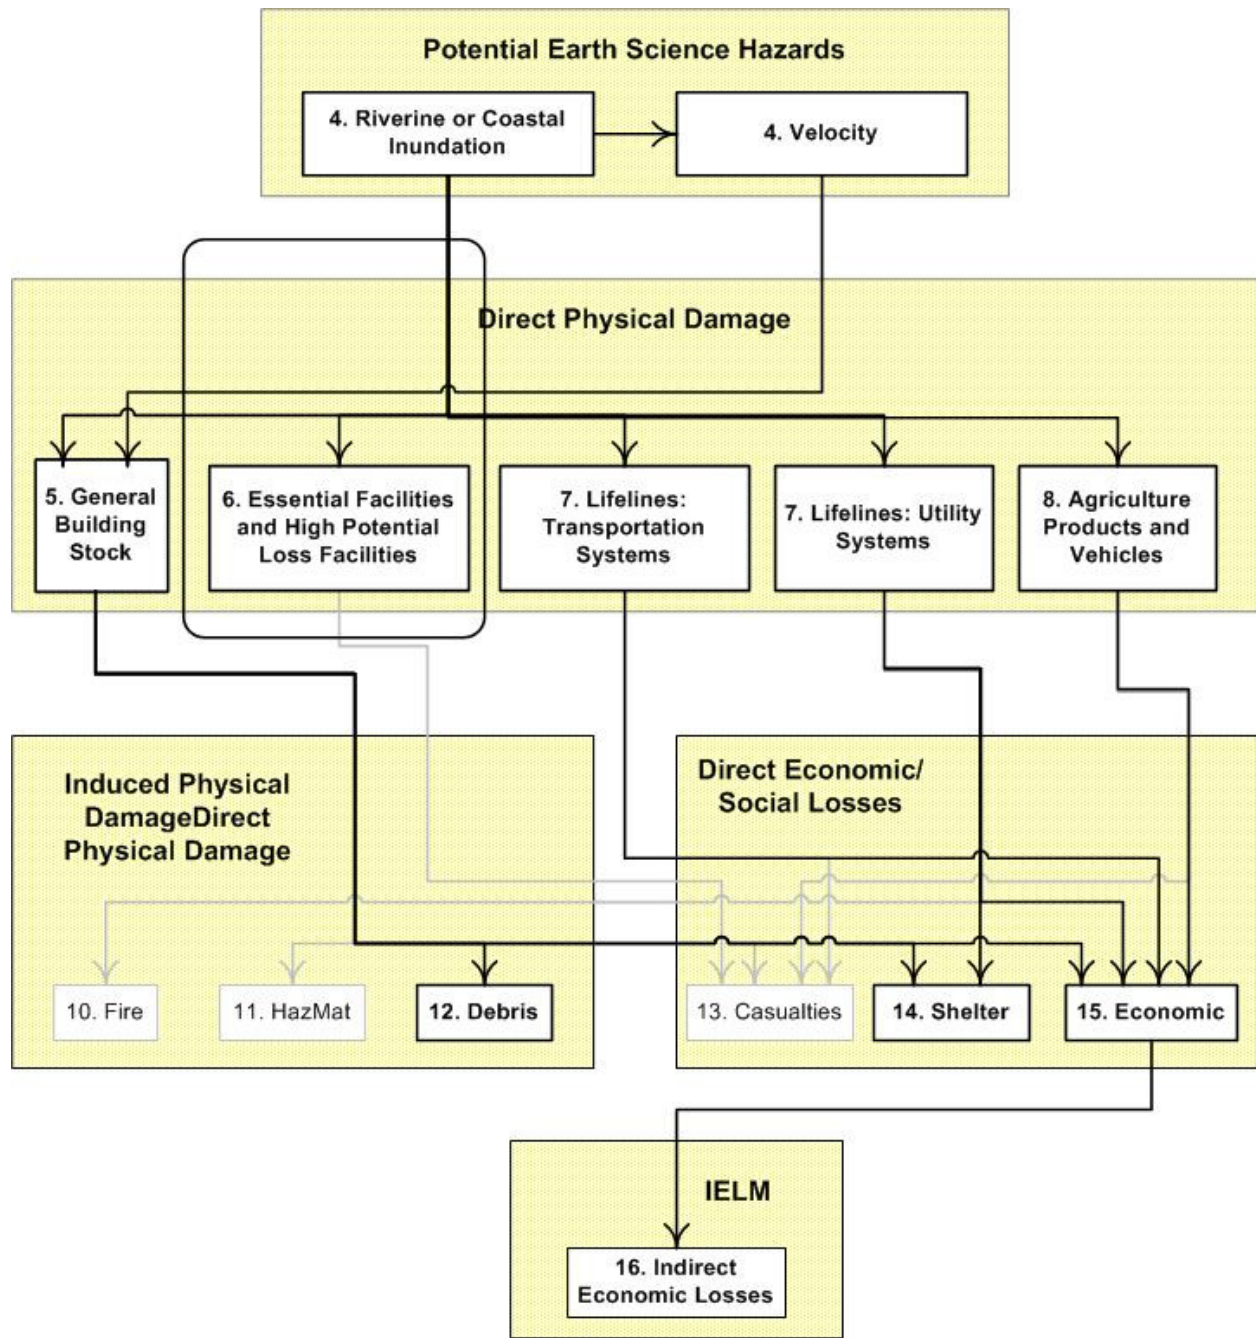 Potential Earth Science Hazards
4. Riverine or Coastal
Inundation
4. Velocity
Direct Physical Damage
5. General
Building
Stock
6. Essential Facilities
and High Potential
Loss Facilities
7. Lifelines:
Transportation
Systems
7. Lifelines: Utility
Systems
8. Agriculture
Products and
Vehicles
Induced Physical
DamageDirect
Physical Damage
10. Fire
11. HazMat
12. Debris
Direct Economic/
Social Losses
13. Casualties
14. Shelter
15. Economic
IELM
16. Indirect
Economic Losses